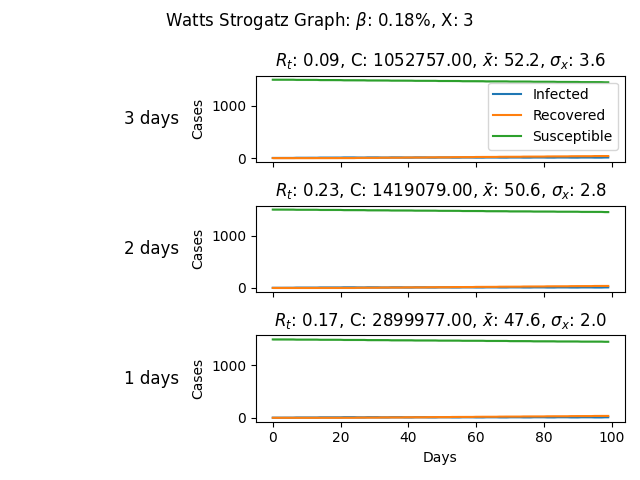 Watts Strogatz Graph: β: 0.18%, X: 3
R_t: 0.09, C: 1052757.00, x̄: 52.2, σ_x: 3.6
3 days
Cases
1000
0
Infected
Recovered
Susceptible
R_t: 0.23, C: 1419079.00, x̄: 50.6, σ_x: 2.8
2 days
Cases
1000
0
R_t: 0.17, C: 2899977.00, x̄: 47.6, σ_x: 2.0
1 days
Cases
1000
0
0 20 40 60 80 100
Days